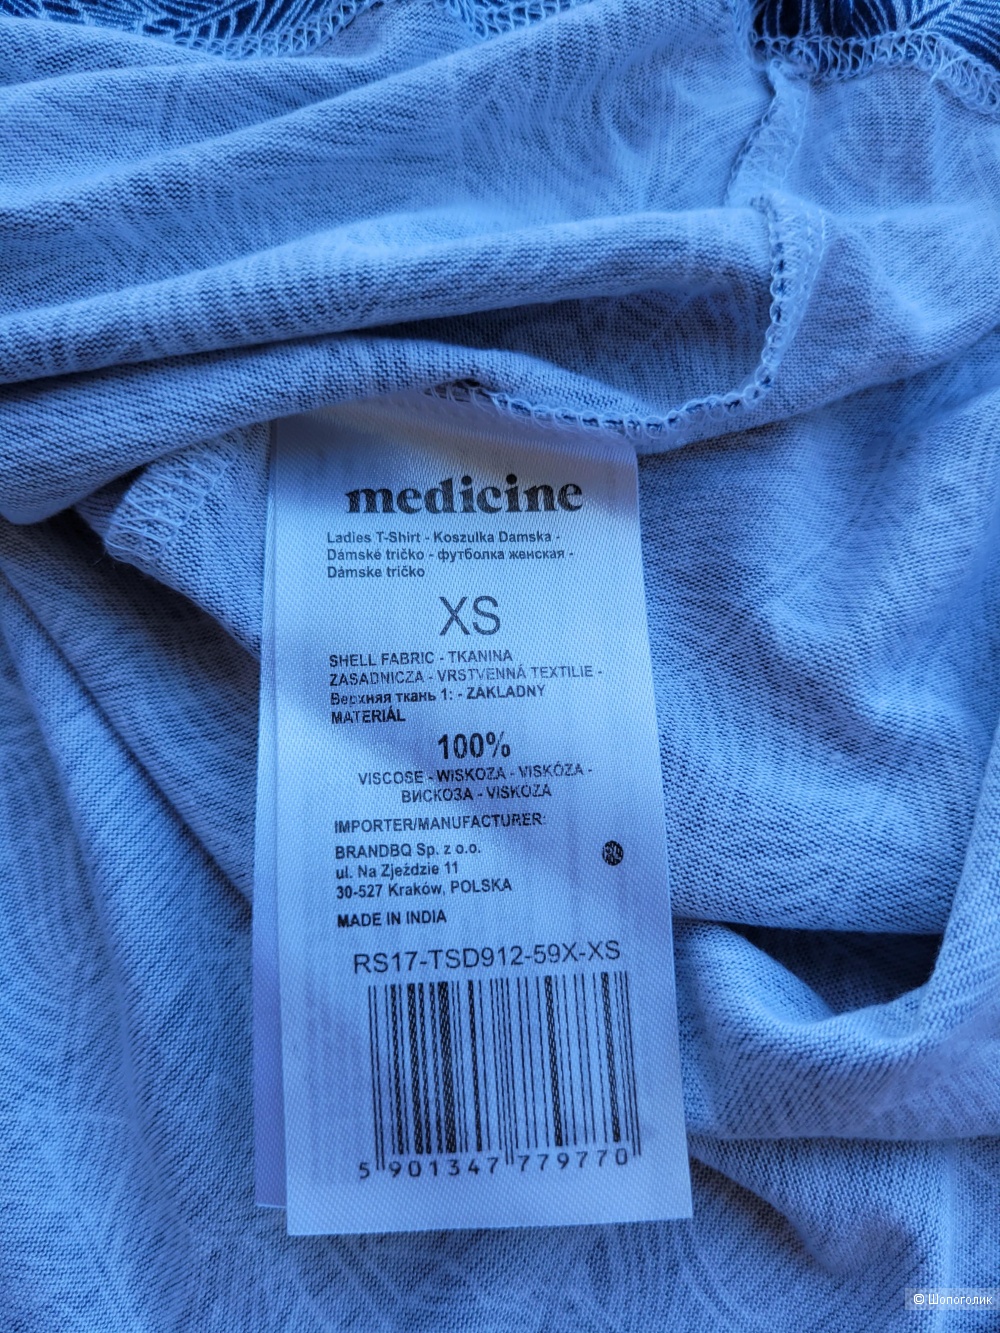 medicine
Ladies T-Shirt - Koszulka Damska -
Dámské tričko - футболка женская -
Dámske tričko
XS
SHELL FABRIC - TKANINA
ZASADNICZA - VRSTVENNÁ TEXTILIE -
Верхняя ткань 1: - ZÁKLADNY
MATERIÁL
100%
VISCOSE - WISKOZA - VISKÓZA -
ВИСКОЗА - VISKÓZA
IMPORTER/MANUFACTURER:
BRANDBQ Sp. z o.o.
ul. Na Zjeździe 11
30-527 Kraków, POLSKA
MADE IN INDIA
RS17-TSD912-59X-XS
5 901347 779770
© Шопоголик